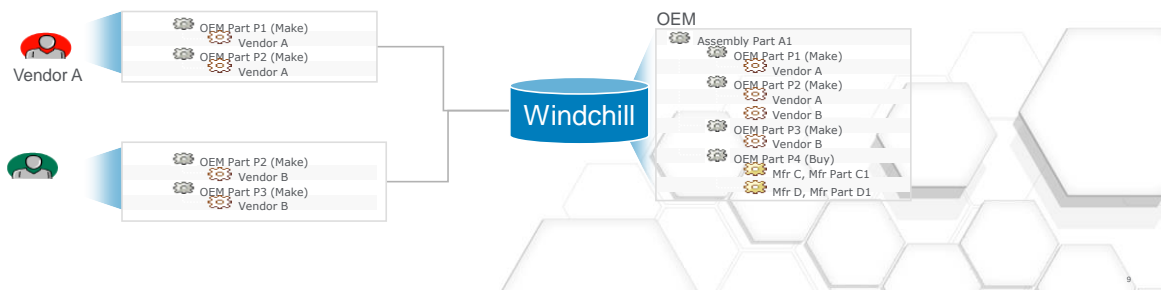 Vendor A
OEM Part P1 (Make)
Vendor A
OEM Part P2 (Make)
Vendor A
OEM Part P2 (Make)
Vendor B
OEM Part P3 (Make)
Vendor B
Windchill
OEM
Assembly Part A1
OEM Part P1 (Make)
Vendor A
OEM Part P2 (Make)
Vendor A
Vendor B
OEM Part P3 (Make)
Vendor B
OEM Part P4 (Buy)
Mfr C, Mfr Part C1
Mfr D, Mfr Part D1
9